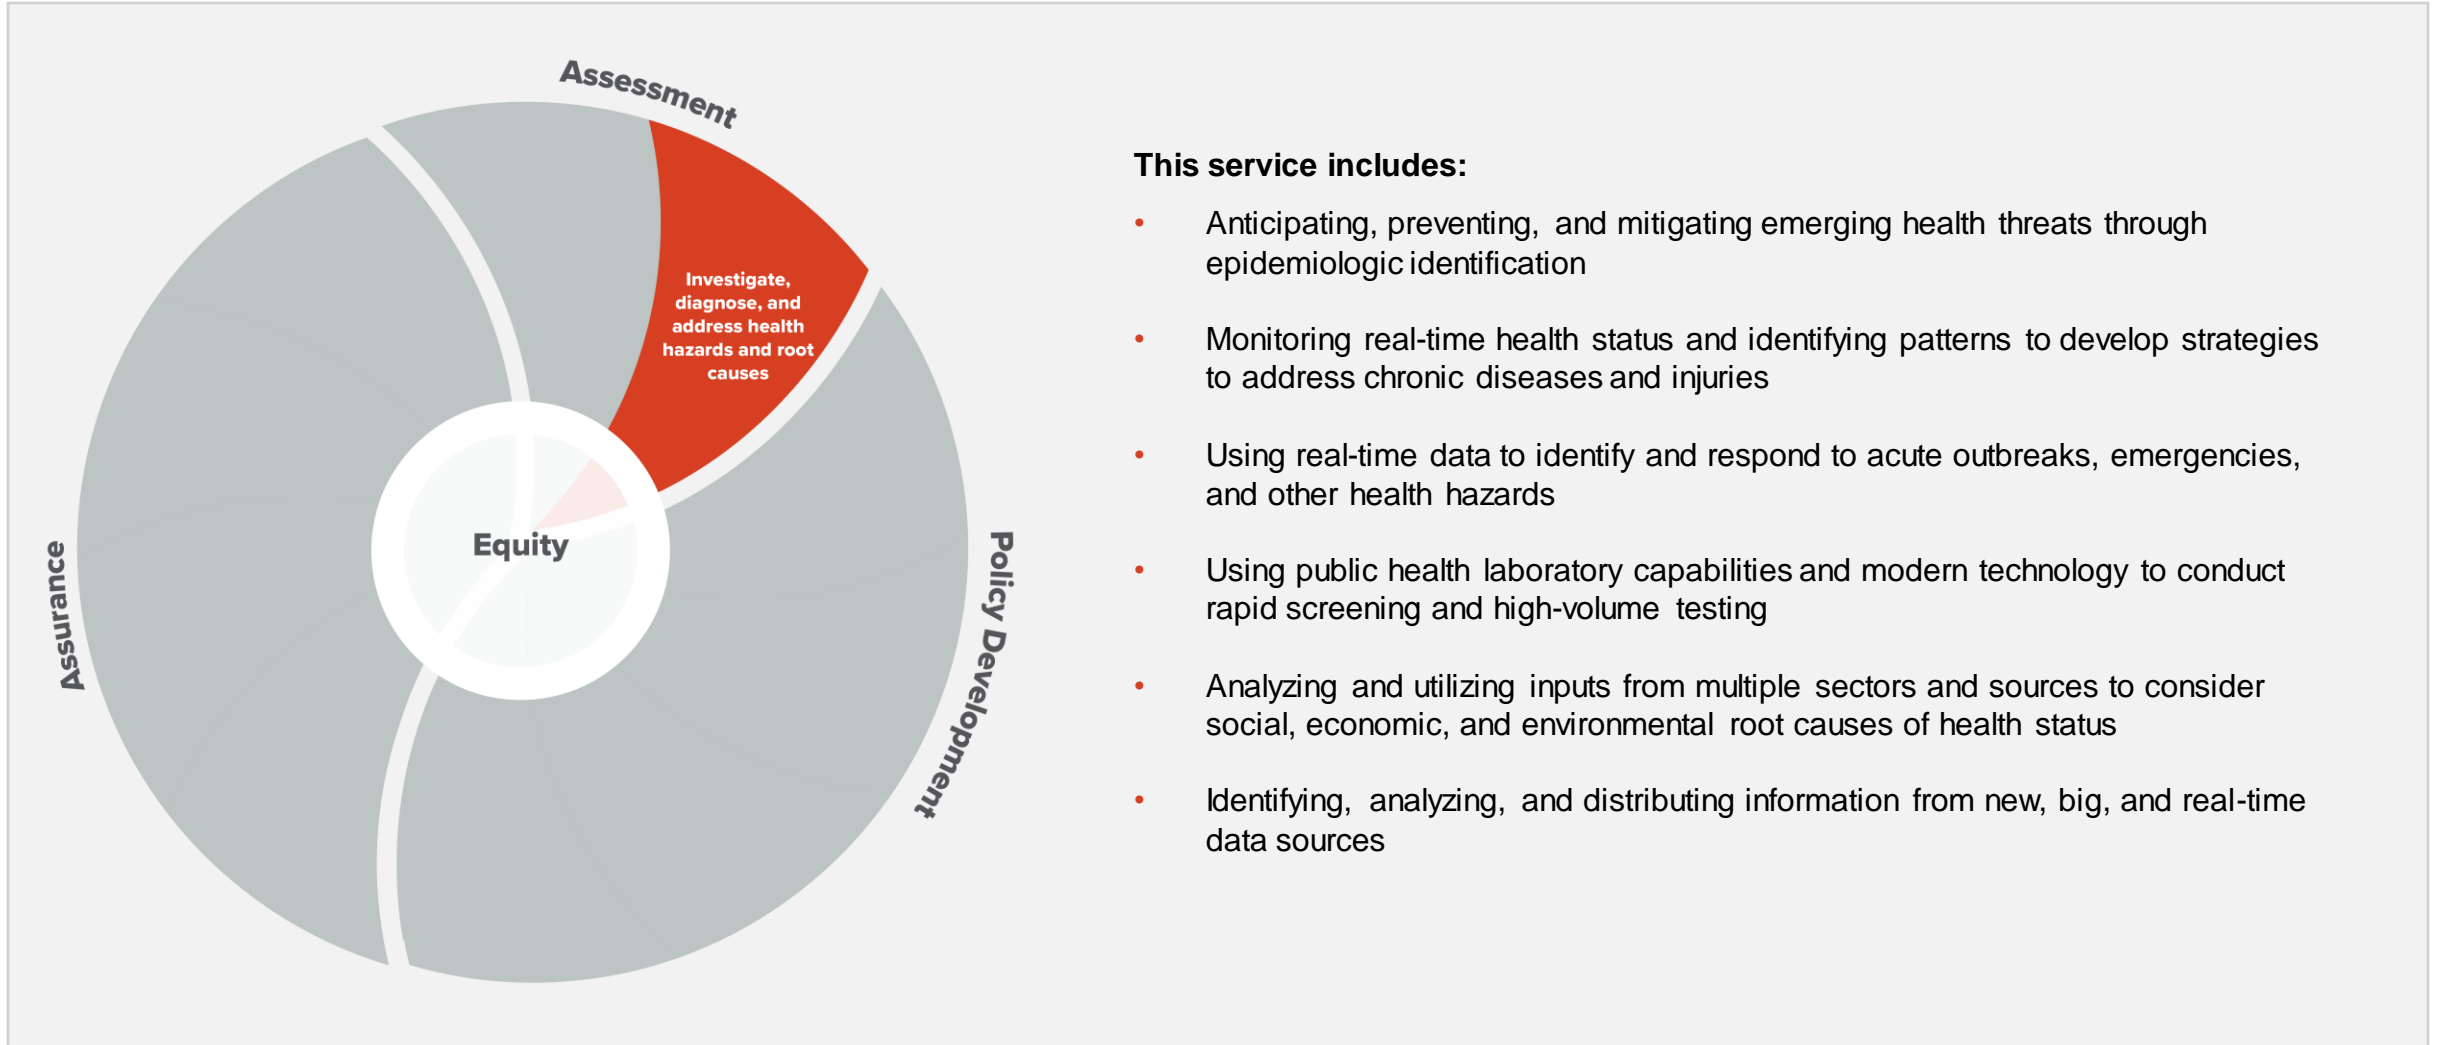 Assessment
Investigate,
diagnose, and
address health
hazards and root
causes
Equity
Assurance
Policy Development
This service includes:
• Anticipating, preventing, and mitigating emerging health threats through
epidemiologic identification
• Monitoring real-time health status and identifying patterns to develop strategies
to address chronic diseases and injuries
• Using real-time data to identify and respond to acute outbreaks, emergencies,
and other health hazards
• Using public health laboratory capabilities and modern technology to conduct
rapid screening and high-volume testing
• Analyzing and utilizing inputs from multiple sectors and sources to consider
social, economic, and environmental root causes of health status
• Identifying, analyzing, and distributing information from new, big, and real-time
data sources